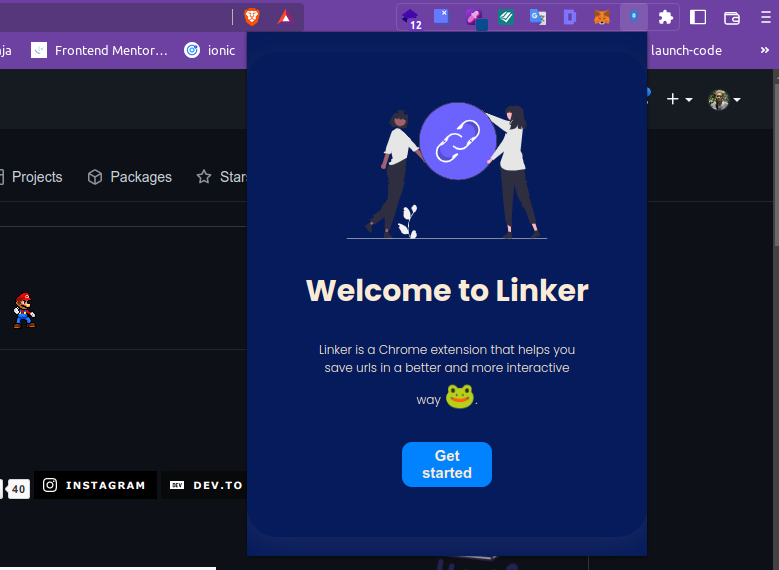 12
ja
Frontend Mentor...
ionic
launch-code
»
Projects
Packages
Stars
Welcome to Linker
Linker is a Chrome extension that helps you
save urls in a better and more interactive
way 🐸.
Get
started
40
INSTAGRAM
DEV
DEV.TO